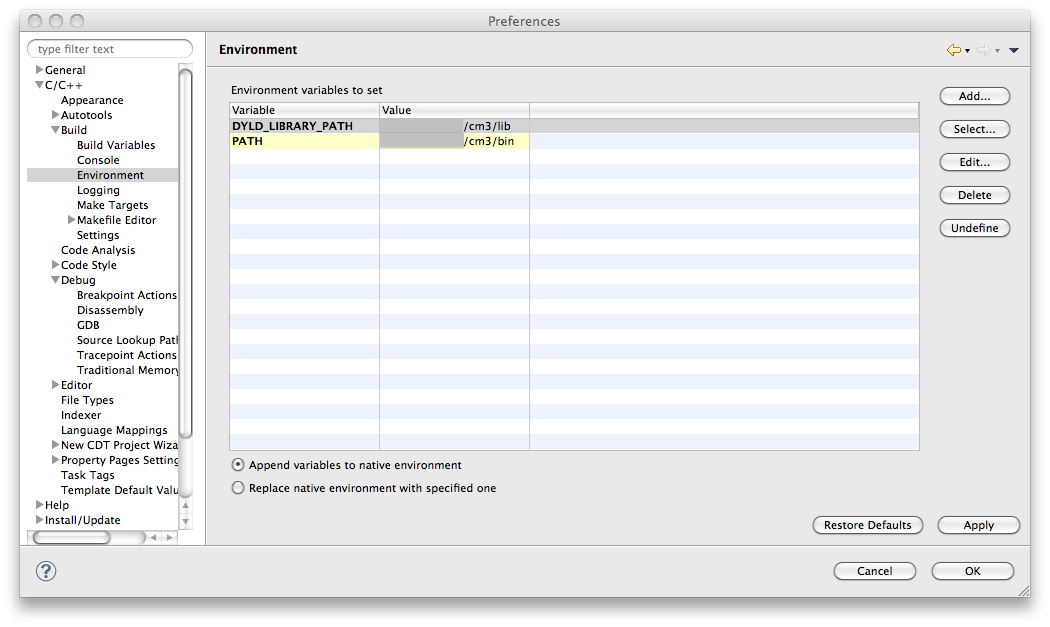 Preferences
type filter text
General
C/C++
Appearance
Autotools
Build
Build Variables
Console
Environment
Logging
Make Targets
Makefile Editor
Settings
Code Analysis
Code Style
Debug
Breakpoint Actions
Disassembly
GDB
Source Lookup Path
Tracepoint Actions
Traditional Memory
Editor
File Types
Indexer
Language Mappings
New CDT Project Wiza
Property Pages Setting
Task Tags
Template Default Valu
Help
Install/Update
Environment
Environment variables to set
Variable Value
DYLD_LIBRARY_PATH /cm3/lib
PATH /cm3/bin
Add...
Select...
Edit...
Delete
Undefine
Append variables to native environment
Replace native environment with specified one
Restore Defaults Apply
? Cancel OK